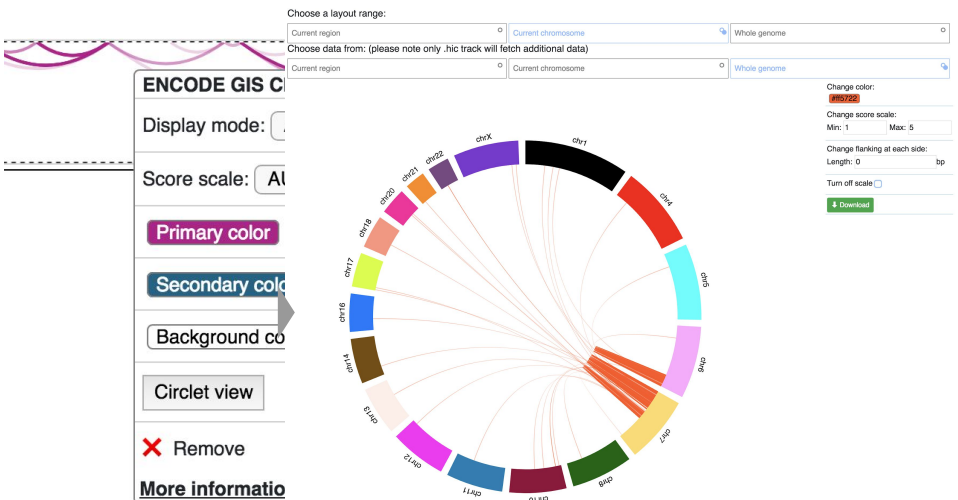 ENCODE GIS C
Display mode:
Score scale: AU
Primary color
Secondary colo
Background co
Circlet view
Remove
More informatio
Choose a layout range:
Current region
Current chromosome
Whole genome
Choose data from: (please note only .hic track will fetch additional data)
Current region
Current chromosome
Whole genome
Change color:
#ff5722
Change score scale:
Min: 1
Max: 5
Change flanking at each side:
Length: 0 bp
Turn off scale
Download
chr1
chr4
chr5
chr6
chr7
chr8
chr10
chr11
chr12
chr13
chr14
chr16
chr17
chr18
chr20
chr21
chr22
chrX